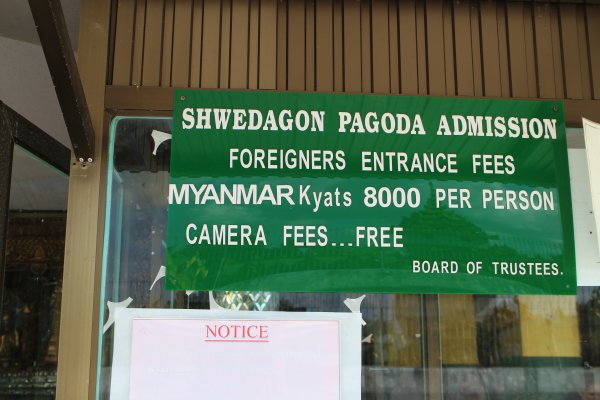 SHWEDAGON PAGODA ADMISSION
FOREIGNERS ENTRANCE FEES
MYANMAR Kyats 8000 PER PERSON
CAMERA FEES...FREE
BOARD OF TRUSTEES.
NOTICE